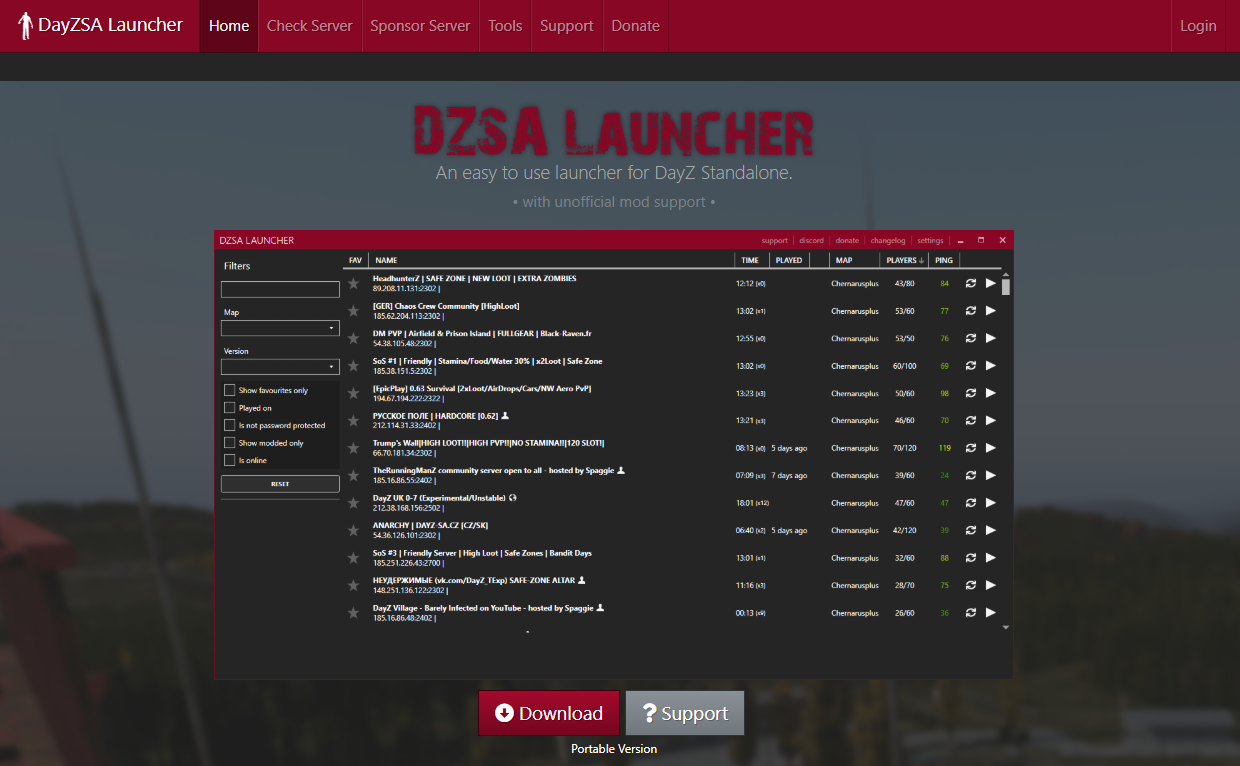 DayZSA Launcher
Home
Check Server
Sponsor Server
Tools
Support
Donate
Login
DZSA LAUNCHER
An easy to use launcher for DayZ Standalone.
• with unofficial mod support •
DZSA LAUNCHER
support
discord
donate
changelog
settings
Filters
Map
Version
Show favourites only
Played on
Is not password protected
Show modded only
Is online
RESET
FAV NAME TIME PLAYED MAP PLAYERS PING
HeadhunterZ | SAFE ZONE | NEW LOOT | EXTRA ZOMBIES
89.208.11.131:2302 |
12:12 (x0) Chernarusplus 43/80 84
[GER] Chaos Crew Community [HighLoot]
185.62.204.113:2302 |
13:02 (x1) Chernarusplus 53/60 77
DM PVP | Airfield & Prison Island | FULLGEAR | Black-Raven.fr
54.38.105.48:2302 |
12:55 (x0) Chernarusplus 53/50 76
SoS #1 | Friendly | Stamina/Food/Water 30% | x2Loot | Safe Zone
185.38.151.5:2302 |
13:02 (x0) Chernarusplus 60/100 69
[EpicPlay] 0.63 Survival [2xLoot/AirDrops/Cars/NW Aero PvP]
194.67.194.222:2322 |
13:23 (x3) Chernarusplus 50/60 98
РУССКОЕ ПОЛЕ | HARDCORE [0.62]
212.114.31.33:2402 |
13:21 (x3) Chernarusplus 46/60 70
Trump's Wall|HIGH LOOT!!|HIGH PVP!!|NO STAMINA!!|120 SLOT!|
66.70.181.34:2302 |
08:13 (x0) 5 days ago Chernarusplus 70/120 119
TheRunningManZ community server open to all - hosted by Spaggie
185.16.86.55:2402 |
07:09 (x3) 7 days ago Chernarusplus 39/60 24
DayZ UK 0-7 (Experimental/Unstable)
212.38.168.156:2502 |
18:01 (x12) Chernarusplus 47/60 47
ANARCHY | DAYZ-SA.CZ [CZ/SK]
54.36.126.101:2302 |
06:40 (x2) 5 days ago Chernarusplus 42/120 39
SoS #3 | Friendly Server | High Loot | Safe Zones | Bandit Days
185.251.226.43:2700 |
13:01 (x1) Chernarusplus 32/60 88
НЕУДЕРЖИМЫЕ (vk.com/DayZ_TExp) SAFE-ZONE ALTAR
148.251.136.122:2302 |
11:16 (x3) Chernarusplus 28/70 75
DayZ Village - Barely Infected on YouTube - hosted by Spaggie
185.16.86.48:2402 |
00:13 (x9) Chernarusplus 26/60 36
Download
? Support
Portable Version